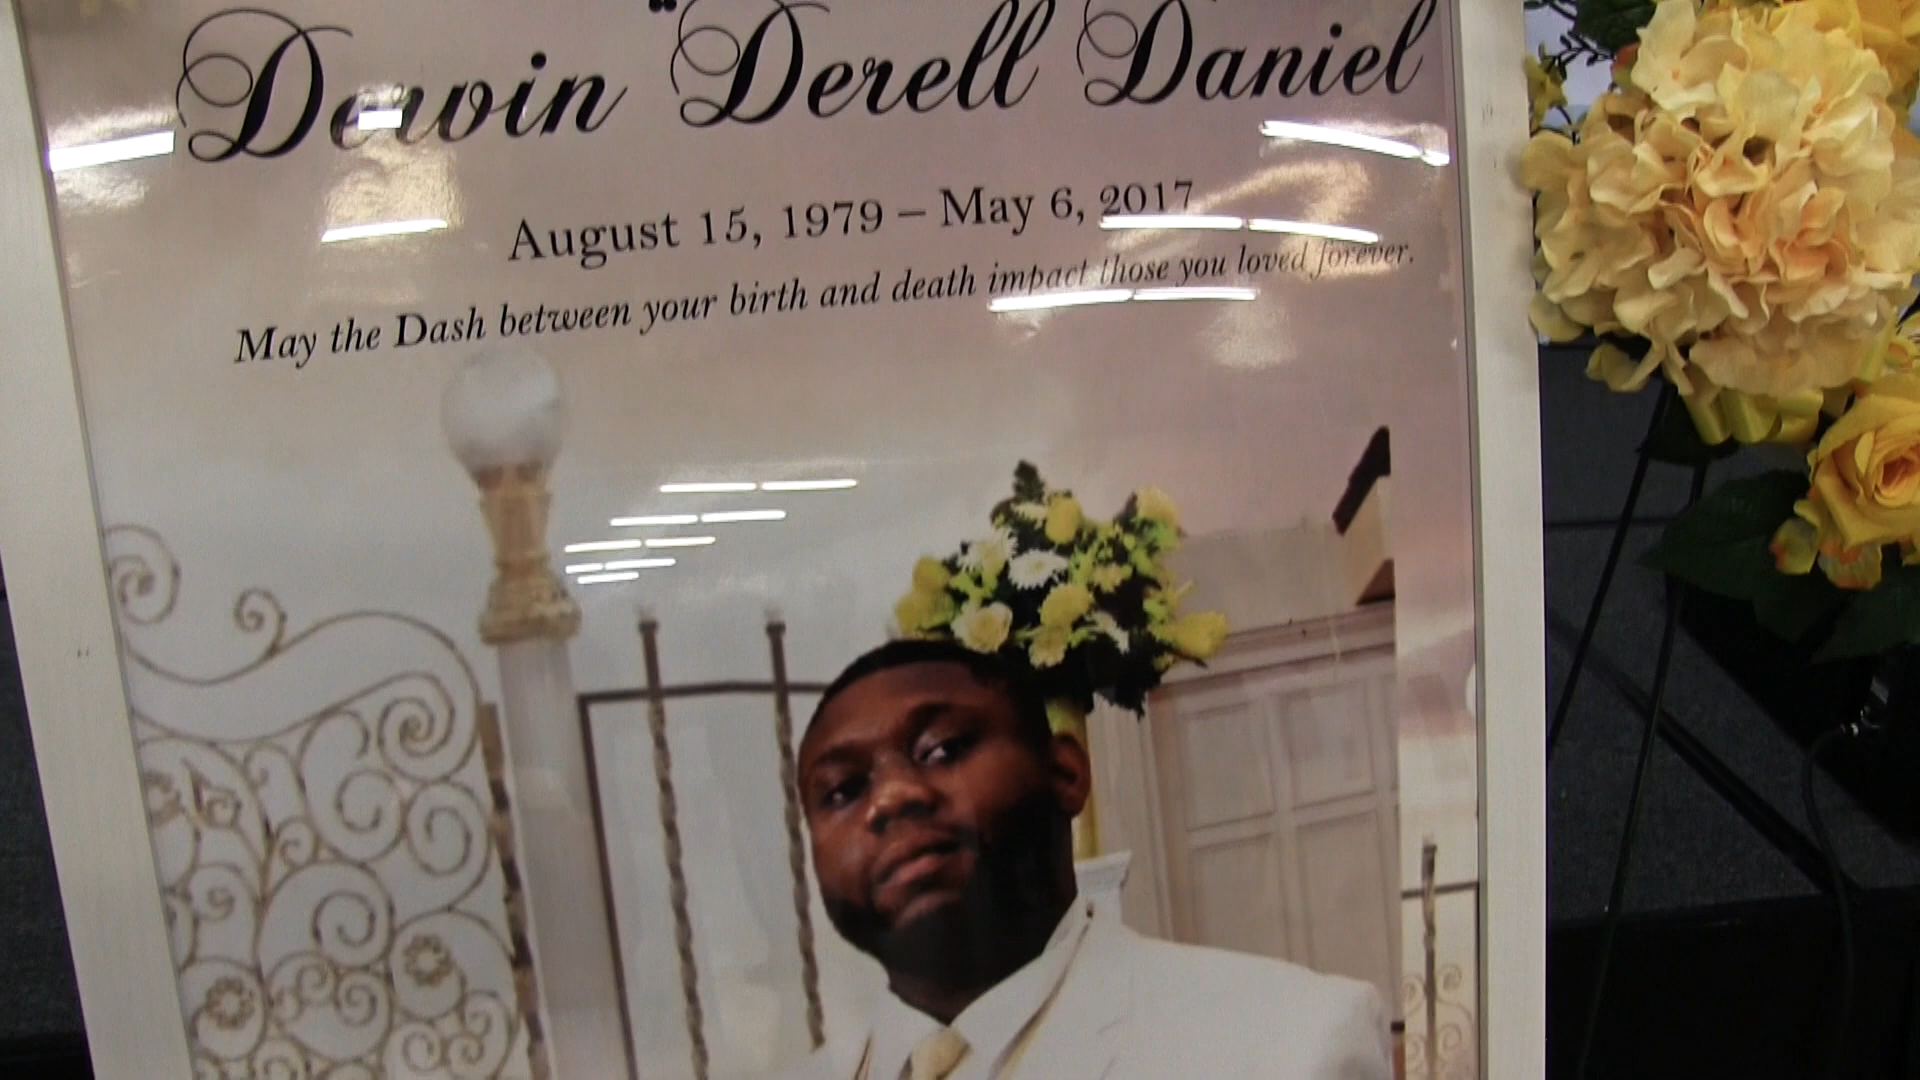 Derwin "Derell Daniel
August 15, 1979 – May 6, 2017
May the Dash between your birth and death impact those you loved forever.